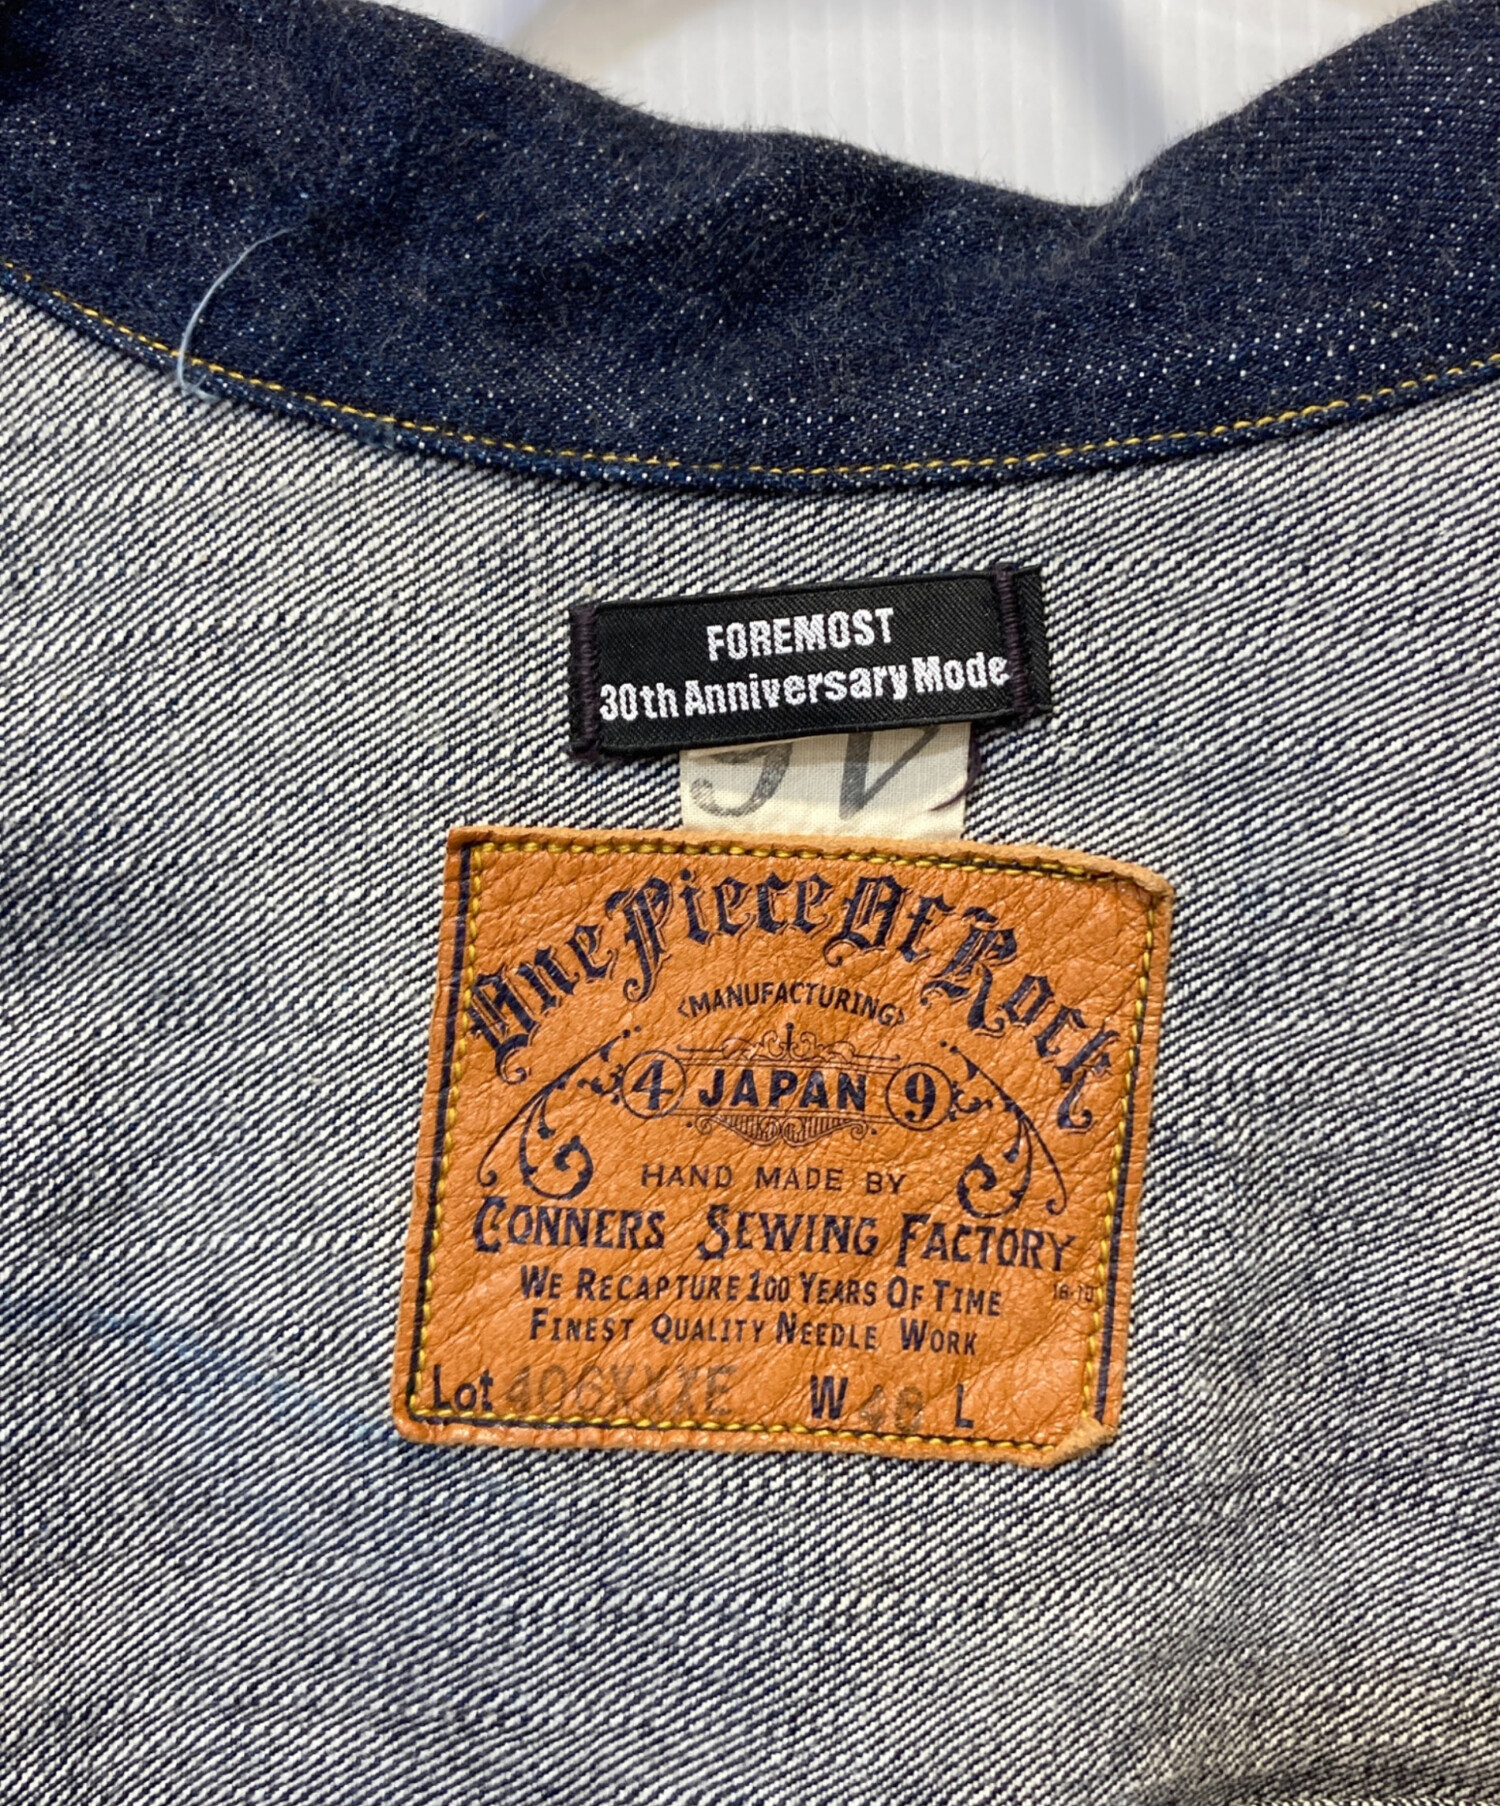 FOREMOST
30th Anniversary Mode
One Piece Of Rock
<MANUFACTURING>
4 JAPAN 9
HAND MADE BY
CONNERS SEWING FACTORY
WE RECAPTURE 100 YEARS OF TIME
FINEST QUALITY NEEDLE WORK
Lot 406XXXE W 40 L